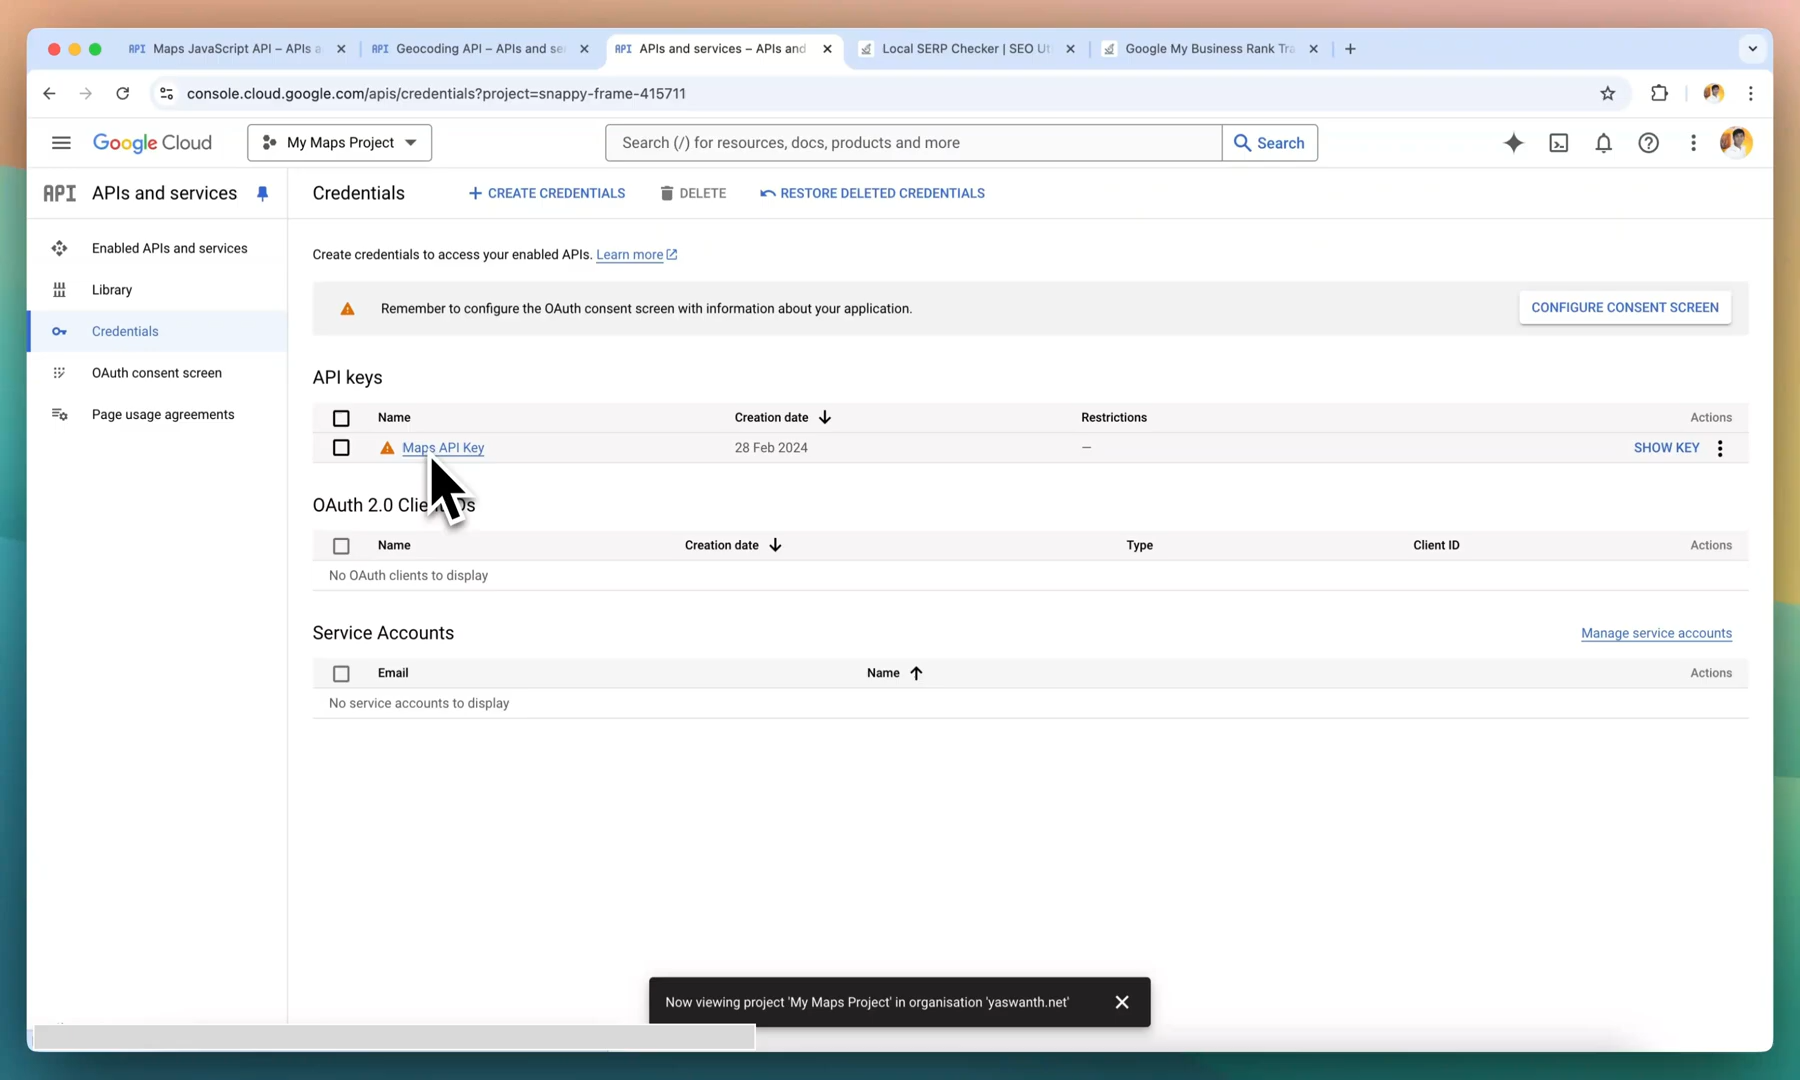 API Maps JavaScript API – APIs a
API Geocoding API – APIs and se
API APIs and services – APIs and
Local SERP Checker | SEO Ut
Google My Business Rank Tra
console.cloud.google.com/apis/credentials?project=snappy-frame-415711
Google Cloud
My Maps Project
Search (/) for resources, docs, products and more
Search
API APIs and services
Credentials
CREATE CREDENTIALS
DELETE
RESTORE DELETED CREDENTIALS
Enabled APIs and services
Library
Credentials
OAuth consent screen
Page usage agreements
Create credentials to access your enabled APIs. Learn more
Remember to configure the OAuth consent screen with information about your application.
CONFIGURE CONSENT SCREEN
API keys
Name Creation date Restrictions Actions
Maps API Key 28 Feb 2024 – SHOW KEY
OAuth 2.0 Clie Ds
Name Creation date Type Client ID Actions
No OAuth clients to display
Service Accounts
Manage service accounts
Email Name Actions
No service accounts to display
Now viewing project 'My Maps Project' in organisation 'yaswanth.net'